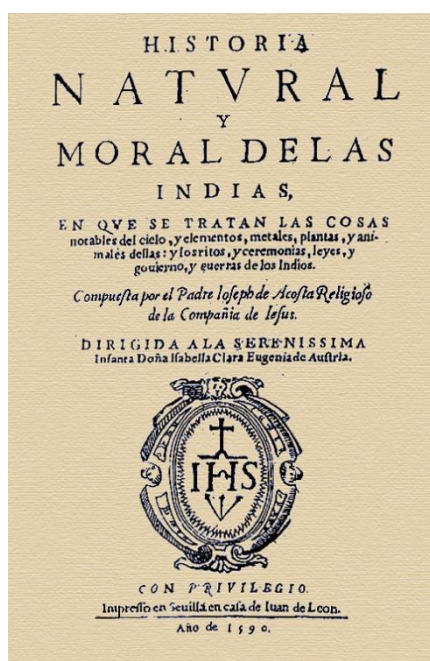 HISTORIA
NATVRAL
Y
MORAL DELAS
INDIAS,
EN QVE SE TRATAN LAS COSAS
notables del cielo, y elementos, metales, plantas, y ani-
males dellas: y los ritos, y ceremonias, leyes, y
gouierno, y guerras de los Indios.
Compueſta por el Padre Ioſeph de Acoſta Religioſo
de la Compañia de Ieſus.
DIRIGIDA ALA SERENISSIMA
Infanta Doña Iſabella Clara Eugenia de Auſtria.
IHS
CON PRIVILEGIO.
Impreſſo en Seuilla en caſa de Iuan de Leon.
Año de 1590.